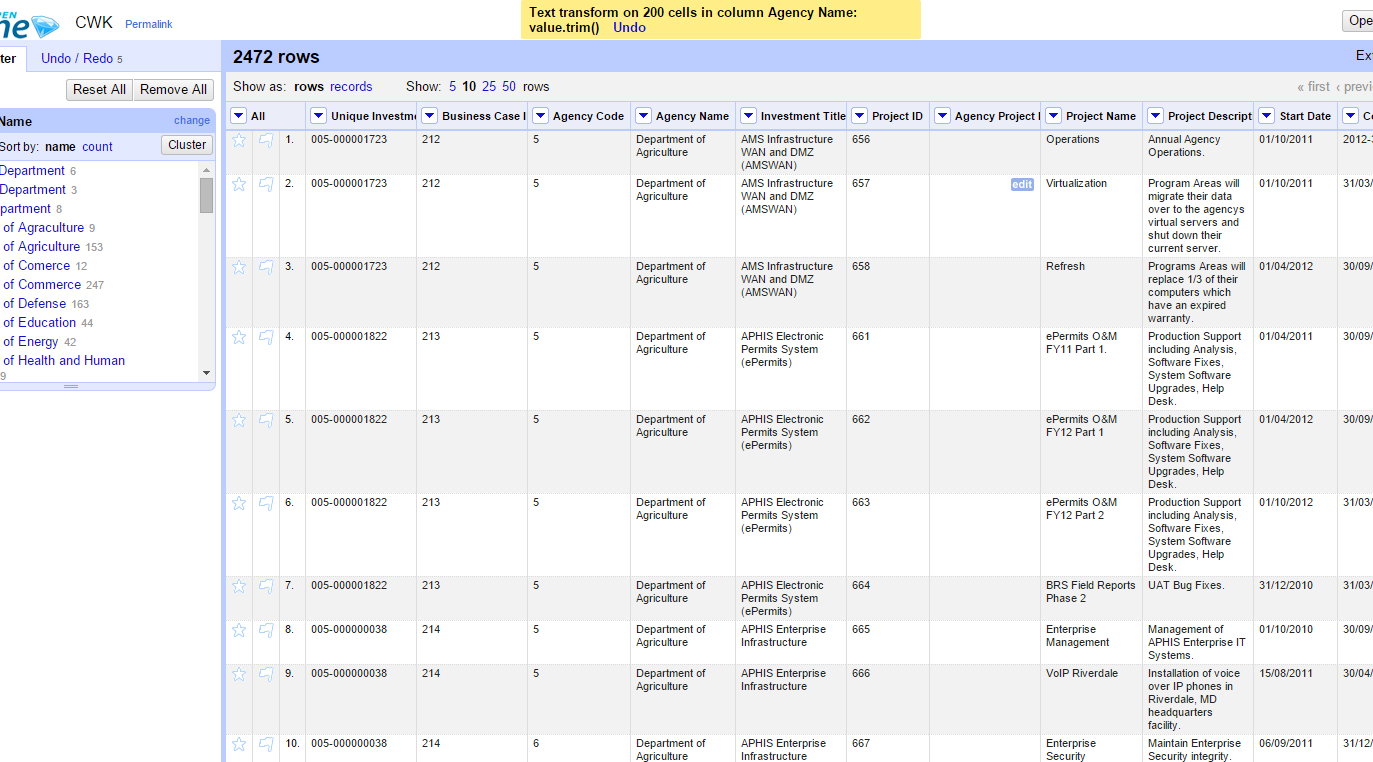 PEN
ne
CWK
Permalink
Text transform on 200 cells in column Agency Name:
value.trim() Undo
Ope
ter
Undo / Redo 5
2472 rows
Ex
Reset All Remove All
Show as: rows records Show: 5 10 25 50 rows
« first ‹ previ
Name change
Sort by: name count Cluster
Department 6
Department 3
partment 8
of Agraculture 9
of Agriculture 153
of Comerce 12
of Commerce 247
of Defense 163
of Education 44
of Energy 42
of Health and Human
9
All Unique Investm Business Case I Agency Code Agency Name Investment Title Project ID Agency Project I Project Name Project Descripti Start Date Co
1. 005-000001723 212 5 Department of Agriculture AMS Infrastructure WAN and DMZ (AMSWAN) 656 Operations Annual Agency Operations. 01/10/2011 2012-
2. 005-000001723 212 5 Department of Agriculture AMS Infrastructure WAN and DMZ (AMSWAN) 657 edit Virtualization Program Areas will migrate their data over to the agencys virtual servers and shut down their current server. 01/10/2011 31/03/
3. 005-000001723 212 5 Department of Agriculture AMS Infrastructure WAN and DMZ (AMSWAN) 658 Refresh Programs Areas will replace 1/3 of their computers which have an expired warranty. 01/04/2012 30/09/
4. 005-000001822 213 5 Department of Agriculture APHIS Electronic Permits System (ePermits) 661 ePermits O&M FY11 Part 1. Production Support including Analysis, Software Fixes, System Software Upgrades, Help Desk. 01/04/2011 30/09/
5. 005-000001822 213 5 Department of Agriculture APHIS Electronic Permits System (ePermits) 662 ePermits O&M FY12 Part 1 Production Support including Analysis, Software Fixes, System Software Upgrades, Help Desk. 01/04/2012 30/09/
6. 005-000001822 213 5 Department of Agriculture APHIS Electronic Permits System (ePermits) 663 ePermits O&M FY12 Part 2 Production Support including Analysis, Software Fixes, System Software Upgrades, Help Desk. 01/10/2012 31/03/
7. 005-000001822 213 5 Department of Agriculture APHIS Electronic Permits System (ePermits) 664 BRS Field Reports Phase 2 UAT Bug Fixes. 31/12/2010 31/03/
8. 005-000000038 214 5 Department of Agriculture APHIS Enterprise Infrastructure 665 Enterprise Management Management of APHIS Enterprise IT Systems. 01/10/2010 30/09/
9. 005-000000038 214 5 Department of Agriculture APHIS Enterprise Infrastructure 666 VoIP Riverdale Installation of voice over IP phones in Riverdale, MD headquarters facility. 15/08/2011 30/04/
10. 005-000000038 214 6 Department of Agriculture APHIS Enterprise Infrastructure 667 Enterprise Security Maintain Enterprise Security integrity. 06/09/2011 31/12/